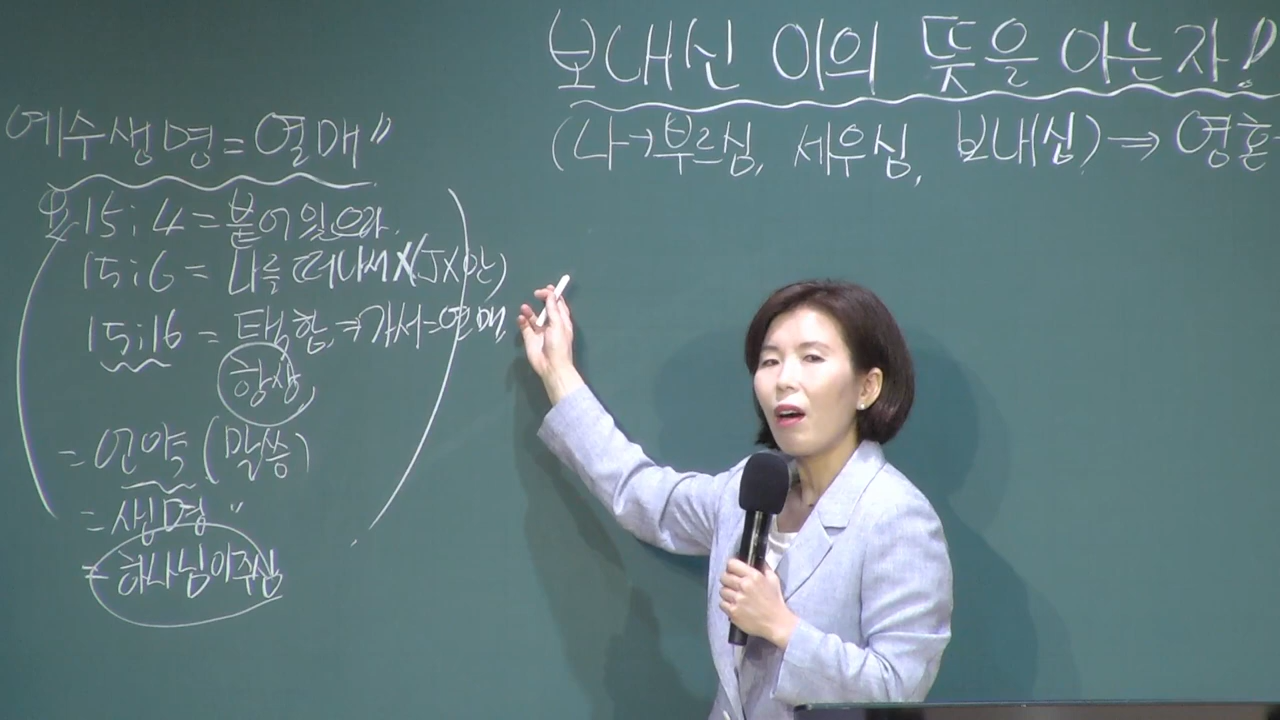 보내신 이의 뜻을 아는자!
(나→부르심, 세우심, 보내심) ⇒ 영혼
예수생명=열매"
요15:4=붙어있으라.
15:6= 나를 떠나서X(JX안)
15:16 = 택함⇒가서=열매
항상,
=언약(말씀)
=생명"
=하나님이주심